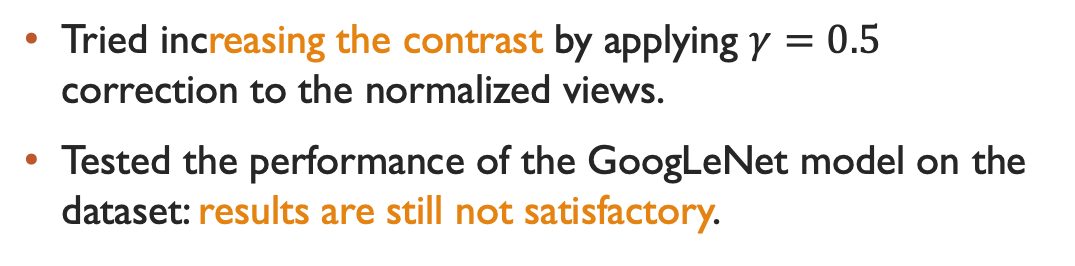 • Tried increasing the contrast by applying γ = 0.5
correction to the normalized views.
• Tested the performance of the GoogLeNet model on the
dataset: results are still not satisfactory.